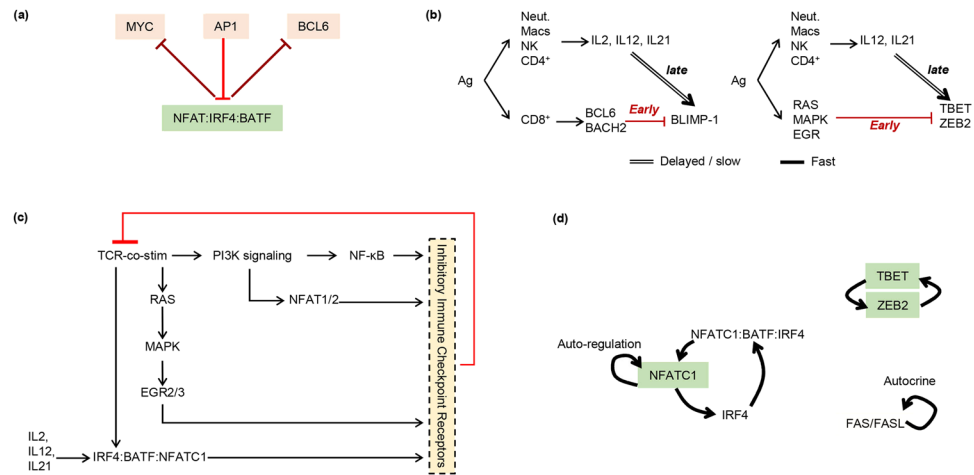 (a)
MYC
AP1
BCL6
NFAT:IRF4:BATF
(b)
Neut.
Macs
NK
CD4⁺
IL2, IL12, IL21
late
Ag
CD8⁺
BCL6
BACH2
Early
BLIMP-1
Neut.
Macs
NK
CD4⁺
IL12, IL21
late
Ag
RAS
MAPK
EGR
Early
TBET
ZEB2
Delayed / slow
Fast
(c)
TCR-co-stim
PI3K signaling
NF-κB
RAS
NFAT1/2
MAPK
EGR2/3
IL2,
IL12,
IL21
IRF4:BATF:NFATC1
Inhibitory Immune Checkpoint Receptors
(d)
TBET
ZEB2
NFATC1:BATF:IRF4
Auto-regulation
NFATC1
IRF4
Autocrine
FAS/FASL